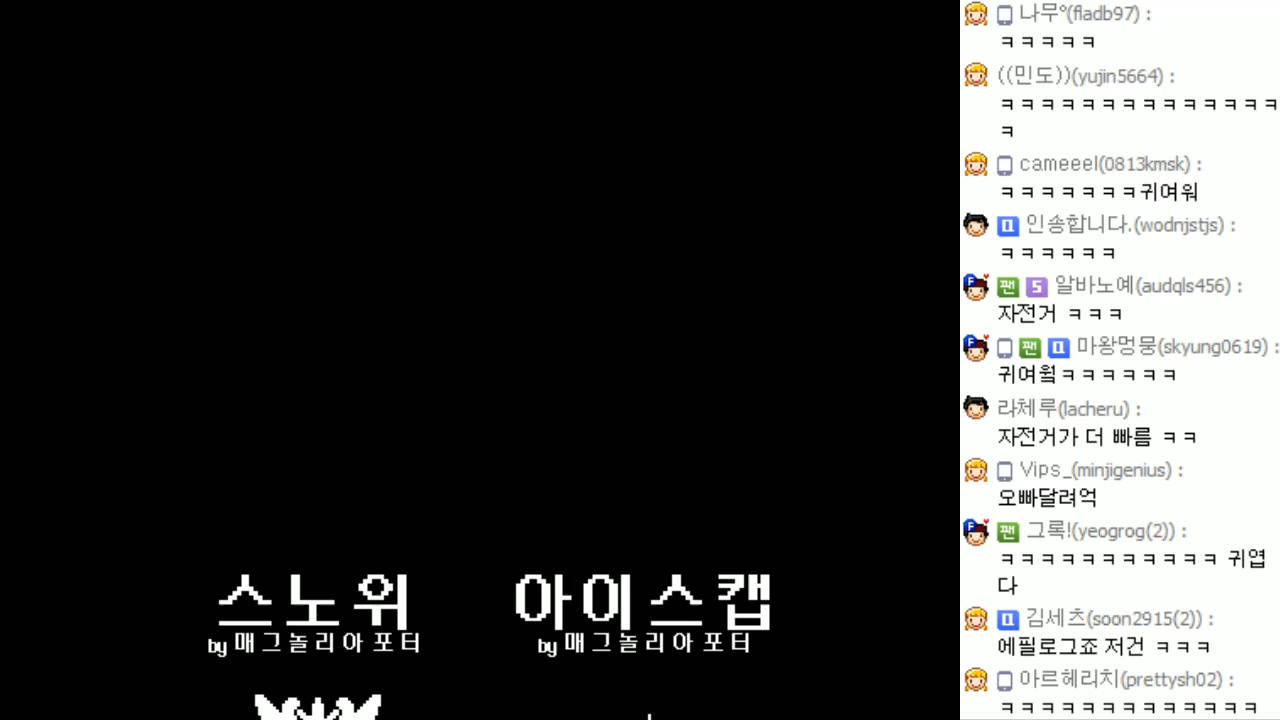 스노위
by 매그놀리아 포터
아이스캡
by 매그놀리아 포터
나무°(fladb97) :
ㅋㅋㅋㅋㅋ
((민도))(yujin5664) :
ㅋㅋㅋㅋㅋㅋㅋㅋㅋㅋㅋㅋㅋㅋ
ㅋ
cameeel(0813kmsk) :
ㅋㅋㅋㅋㅋㅋㅋ귀여워
인송합니다.(wodnjstjs) :
ㅋㅋㅋㅋㅋㅋ
팬 5 알바노예(audqls456) :
자전거 ㅋㅋㅋ
팬 마왕멍뭉(skyung0619) :
귀여웤ㅋㅋㅋㅋㅋㅋ
라체루(lacheru) :
자전거가 더 빠름 ㅋㅋ
Vips_(minjigenius) :
오빠달려억
팬 그록!(yeogrog(2)) :
ㅋㅋㅋㅋㅋㅋㅋㅋㅋㅋㅋ 귀엽
다
김세츠(soon2915(2)) :
에필로그죠 저건 ㅋㅋㅋ
아르헤리치(prettysh02) :
ㅋㅋㅋㅋㅋㅋㅋㅋㅋㅋㅋㅋㅋ